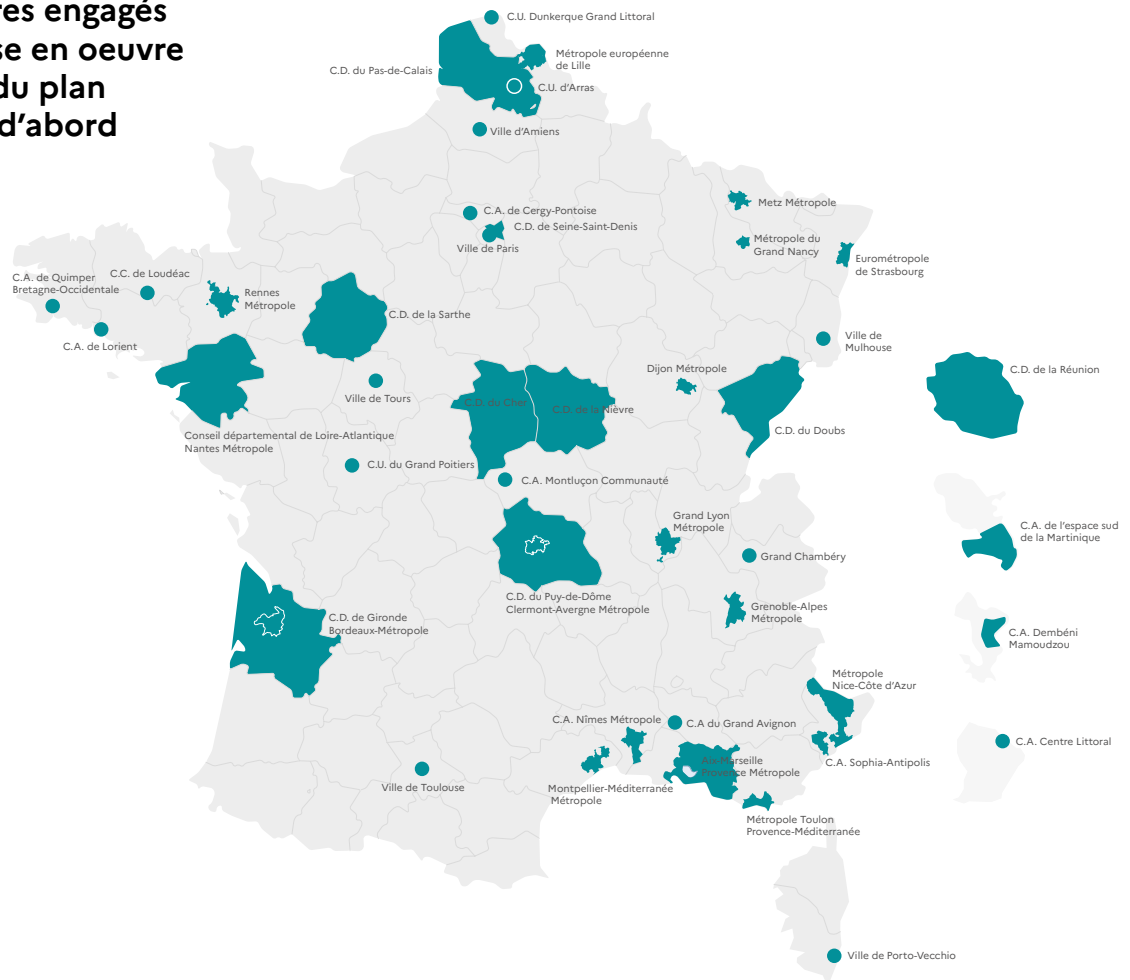 res engagés
se en oeuvre
du plan
d'abord
C.U. Dunkerque Grand Littoral
Métropole européenne
de Lille
C.D. du Pas-de-Calais
C.U. d'Arras
Ville d'Amiens
C.A. de Cergy-Pontoise
C.D. de Seine-Saint-Denis
Ville de Paris
Metz Métropole
Métropole du
Grand Nancy
Eurométropole
de Strasbourg
C.A. de Quimper
Bretagne-Occidentale
C.C. de Loudéac
Rennes
Métropole
C.A. de Lorient
C.D. de la Sarthe
Ville de
Mulhouse
Ville de Tours
Dijon Métropole
C.D. de la Réunion
C.D. du Cher
C.D. de la Nièvre
C.D. du Doubs
Conseil départemental de Loire-Atlantique
Nantes Métropole
C.U. du Grand Poitiers
C.A. Montluçon Communauté
Grand Lyon
Métropole
C.A. de l'espace sud
de la Martinique
Grand Chambéry
C.D. du Puy-de-Dôme
Clermont-Avergne Métropole
Grenoble-Alpes
Métropole
C.D. de Gironde
Bordeaux-Métropole
C.A. Dembéni
Mamoudzou
Métropole
Nice-Côte d'Azur
C.A. Nîmes Métropole
C.A du Grand Avignon
C.A. Centre Littoral
Aix-Marseille
Provence Métropole
C.A. Sophia-Antipolis
Ville de Toulouse
Montpellier-Méditerranée
Métropole
Métropole Toulon
Provence-Méditerranée
Ville de Porto-Vecchio